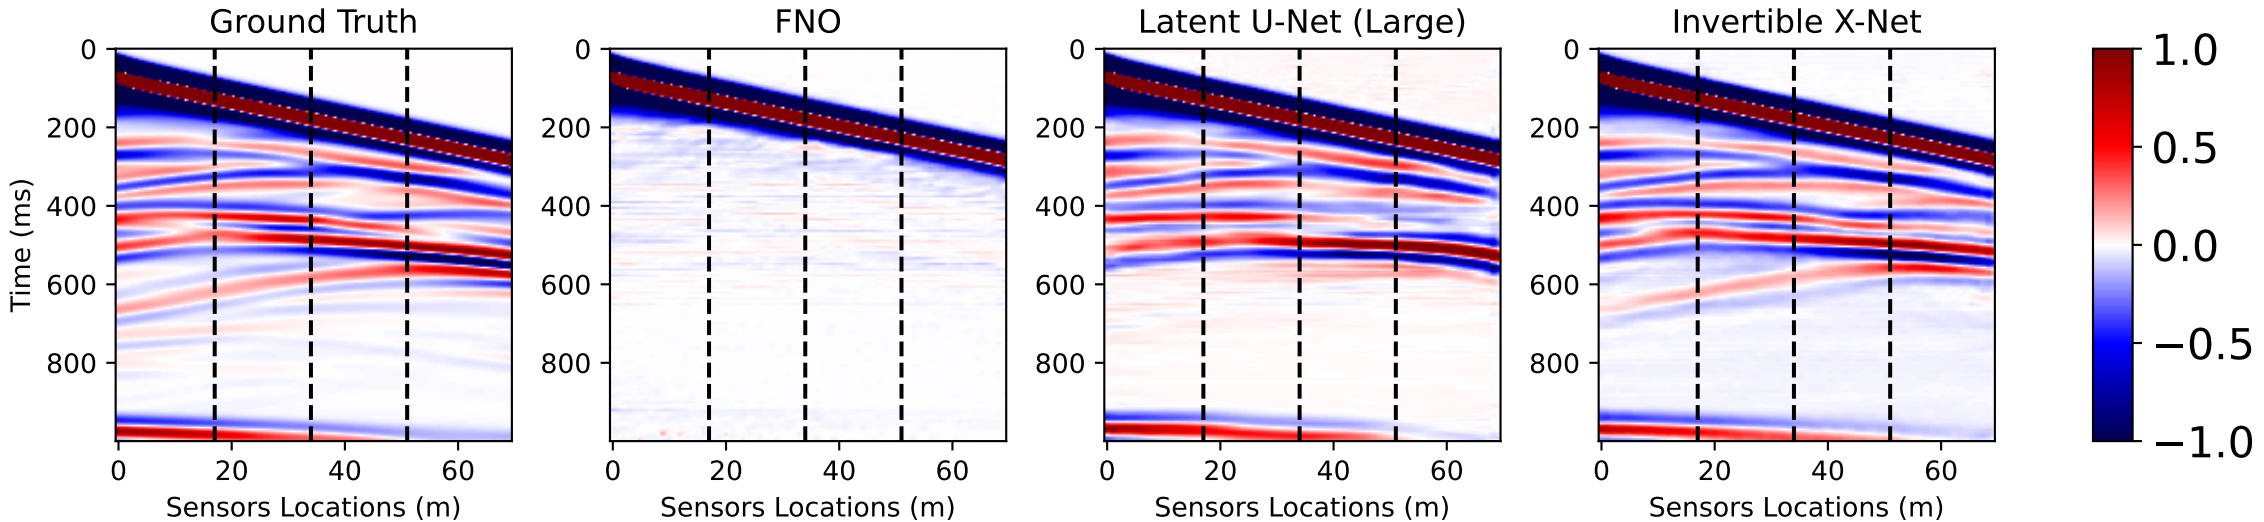 Ground Truth
FNO
Latent U-Net (Large)
Invertible X-Net
Time (ms)
0
200
400
600
800
0
200
400
600
800
0
200
400
600
800
0
200
400
600
800
0 20 40 60
0 20 40 60
0 20 40 60
0 20 40 60
Sensors Locations (m)
Sensors Locations (m)
Sensors Locations (m)
Sensors Locations (m)
1.0
0.5
0.0
−0.5
−1.0